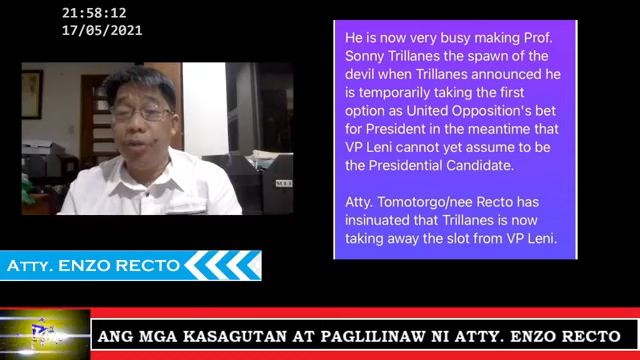 21:58:12
17/05/2021
He is now very busy making Prof.
Sonny Trillanes the spawn of the
devil when Trillanes announced he
is temporarily taking the first
option as United Opposition's bet
for President in the meantime that
VP Leni cannot yet assume to be
the Presidential Candidate.
Atty. Tomotorgo/nee Recto has
insinuated that Trillanes is now
taking away the slot from VP Leni.
ATTY. ENZO RECTO
ANG MGA KASAGUTAN AT PAGLILINAW NI ATTY. ENZO RECTO